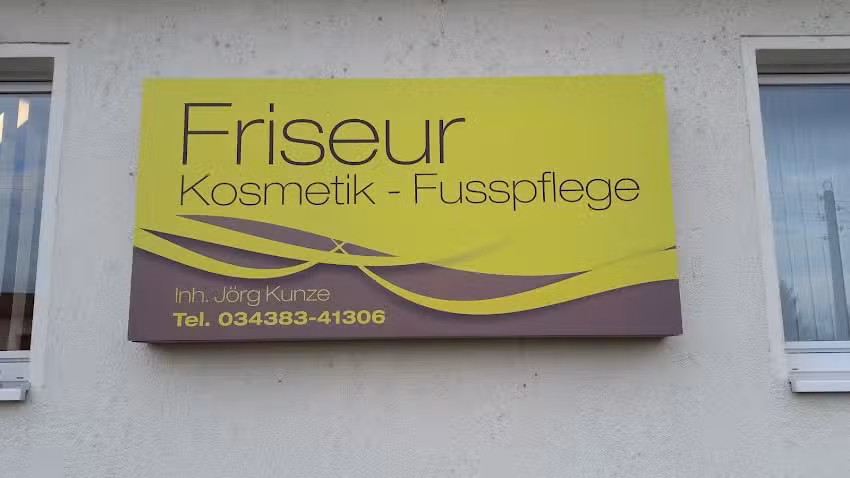 Friseur
Kosmetik - Fusspflege
Inh. Jörg Kunze
Tel. 034383-41306